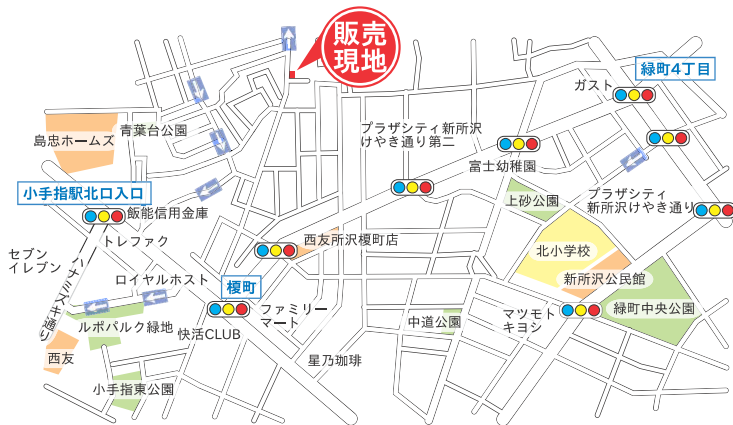 販売
現地
緑町4丁目
ガスト
島忠ホームズ
青葉台公園
プラザシティ新所沢
けやき通り第二
富士幼稚園
小手指駅北口入口
飯能信用金庫
トレファク
上砂公園
プラザシティ
新所沢けやき通り
セブン
イレブン
ハナミズキ通り
ロイヤルホスト
西友所沢榎町店
北小学校
新所沢公民館
榎町
ファミリー
マート
ルボパルク緑地
快活CLUB
中道公園
マツモト
キヨシ
緑町中央公園
西友
小手指東公園
星乃珈琲